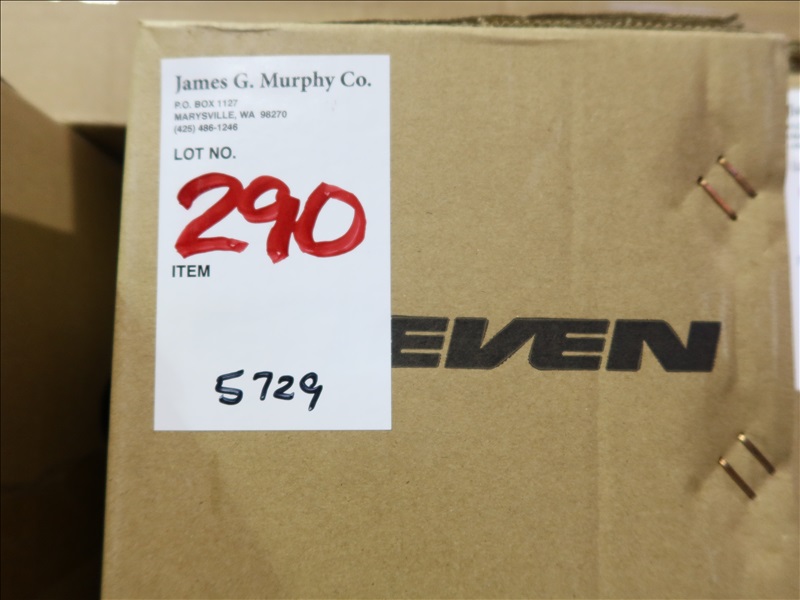 James G. Murphy Co.
P.O. BOX 1127
MARYSVILLE, WA 98270
(425) 486-1246
LOT NO.
290
ITEM
EVEN
5729